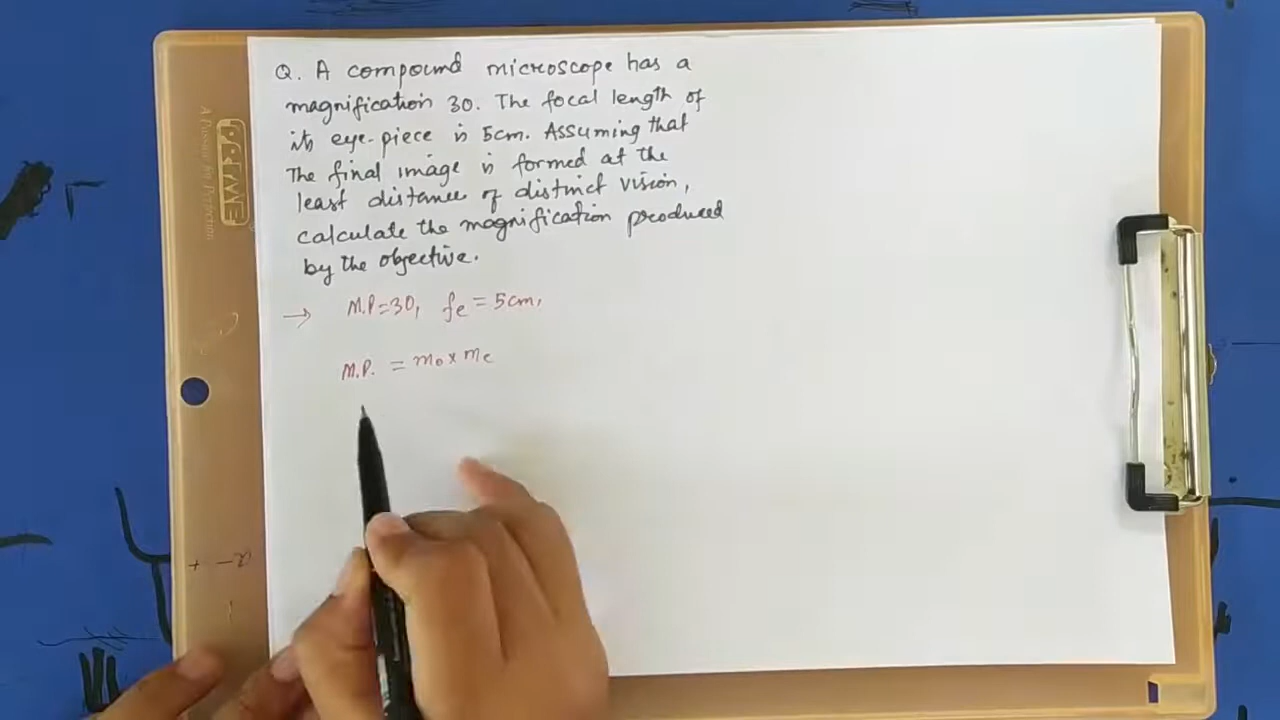 Q. A compound microscope has a
magnification 30. The focal length of
its eye-piece is 5cm. Assuming that
The final image is formed at the
least distance of distinct vision,
calculate the magnification produced
by the objective.
→ M.P=30, fe = 5cm,
M.P. = mo x me